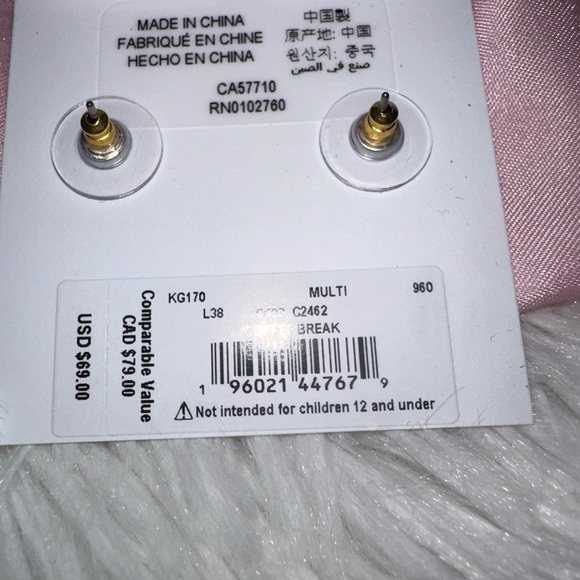 MADE IN CHINA
FABRIQUÉ EN CHINE
HECHO EN CHINA
中国製
原产地: 中国
원산지: 중국
صنع في الصين
CA57710
RN0102760
USD $69.00
Comparable Value
CAD $79.00
KG170 MULTI 960
L38 C2462
BREAK
1 96021 44767 9
⚠ Not intended for children 12 and under